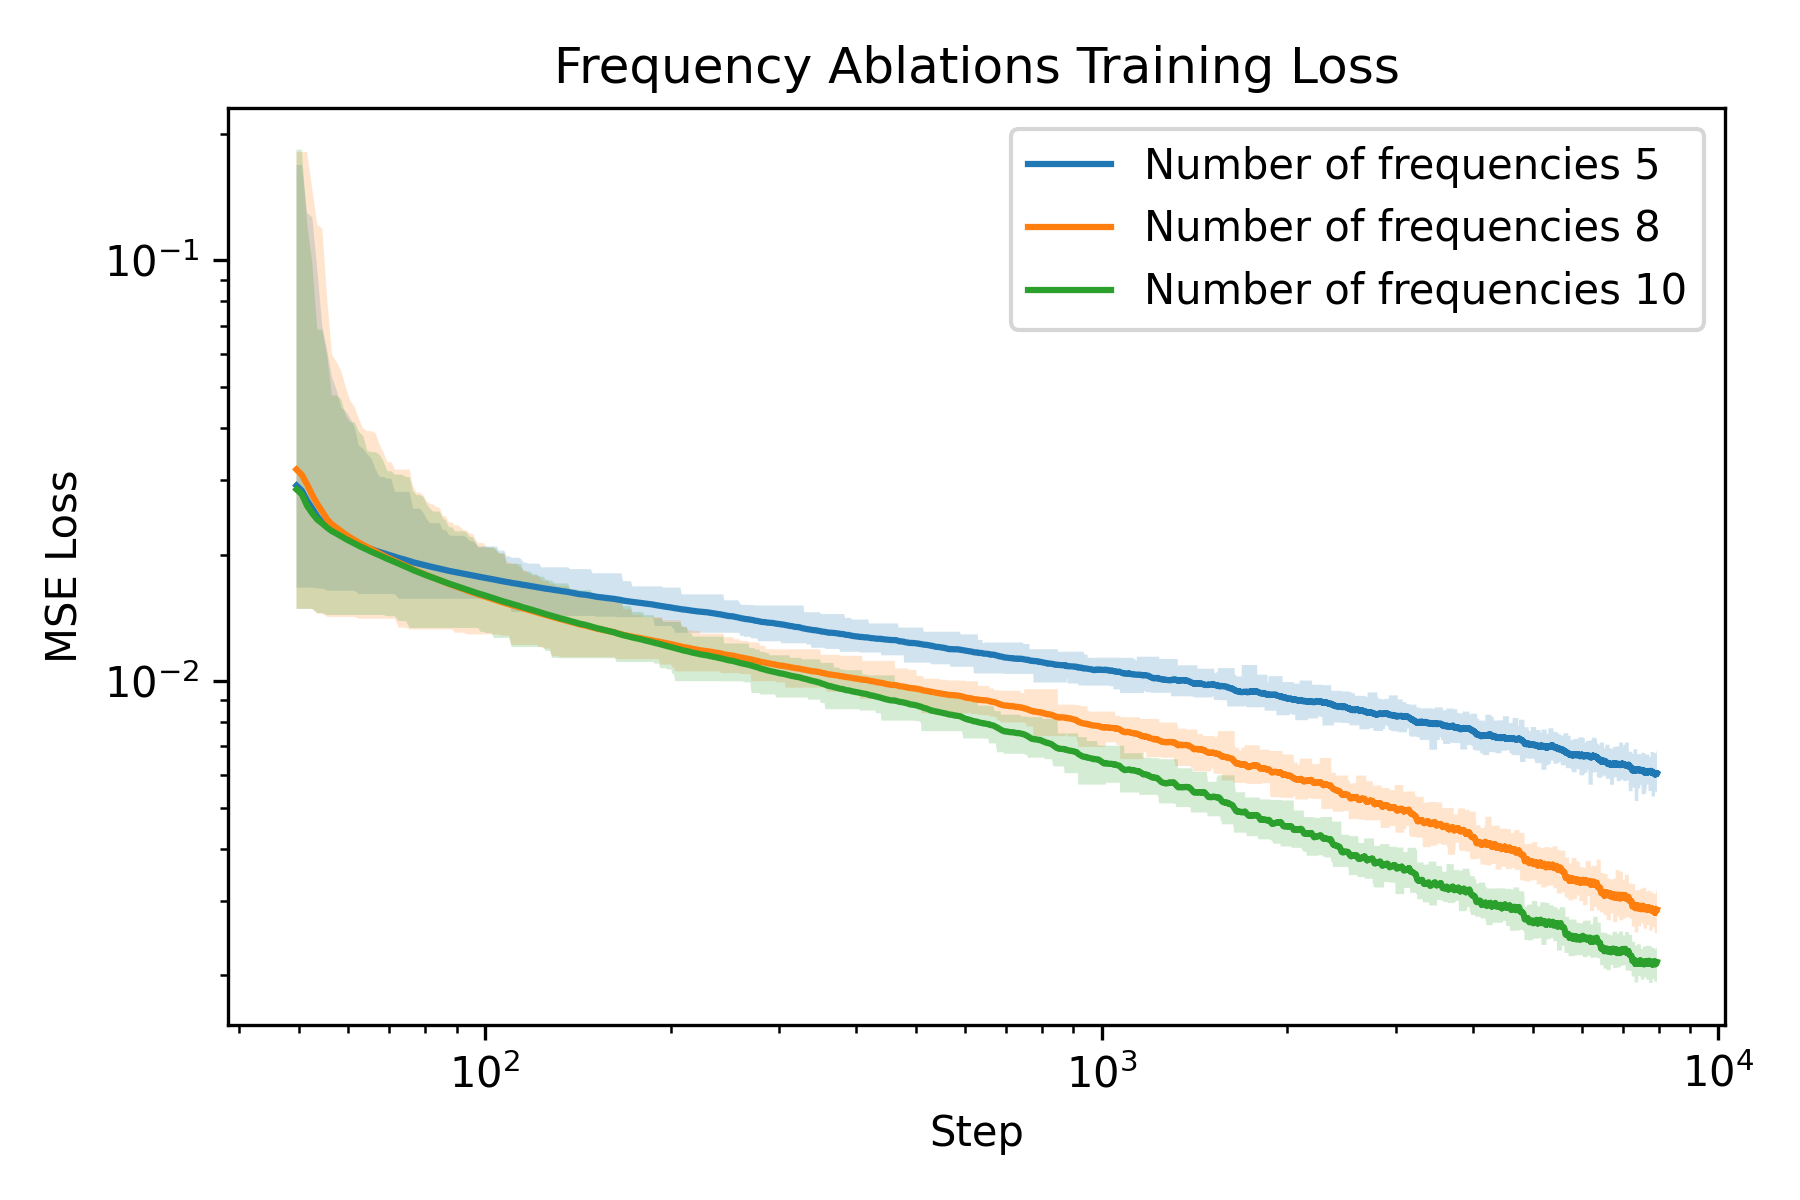 Frequency Ablations Training Loss
Number of frequencies 5
Number of frequencies 8
Number of frequencies 10
10⁻¹
10⁻²
MSE Loss
10² 10³ 10⁴
Step